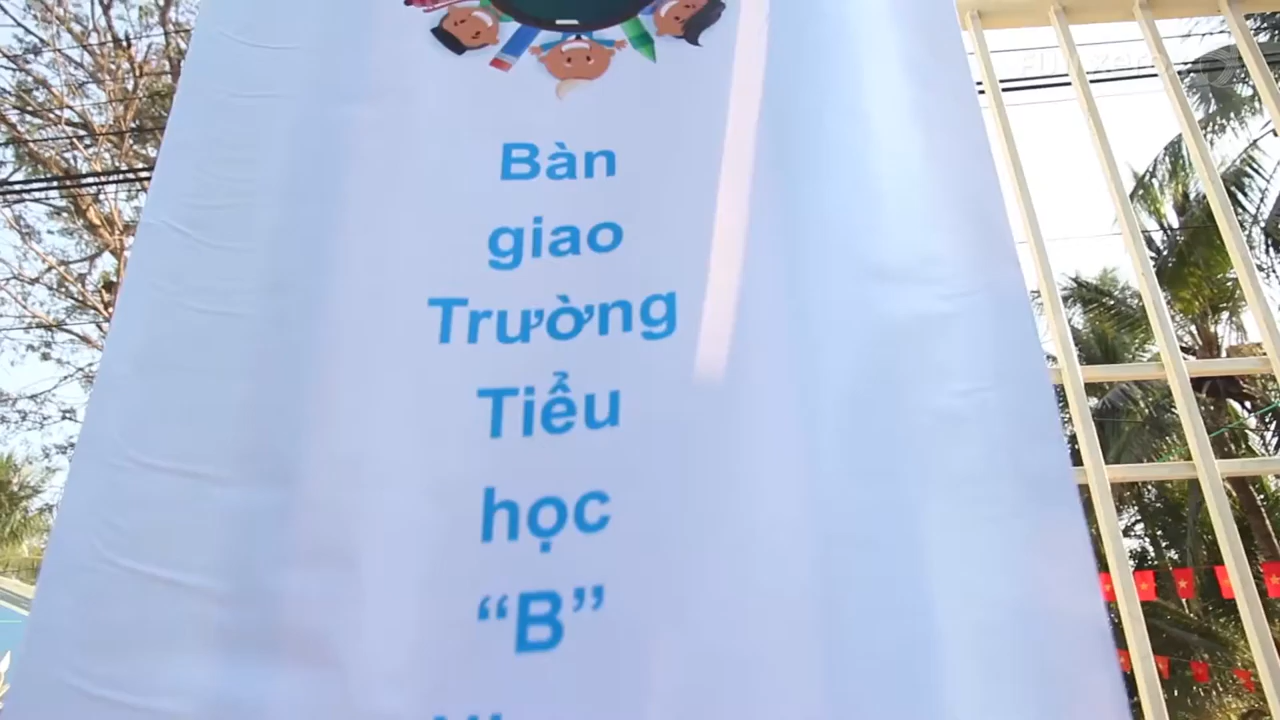 Bàn
giao
Trường
Tiểu
học
“B”